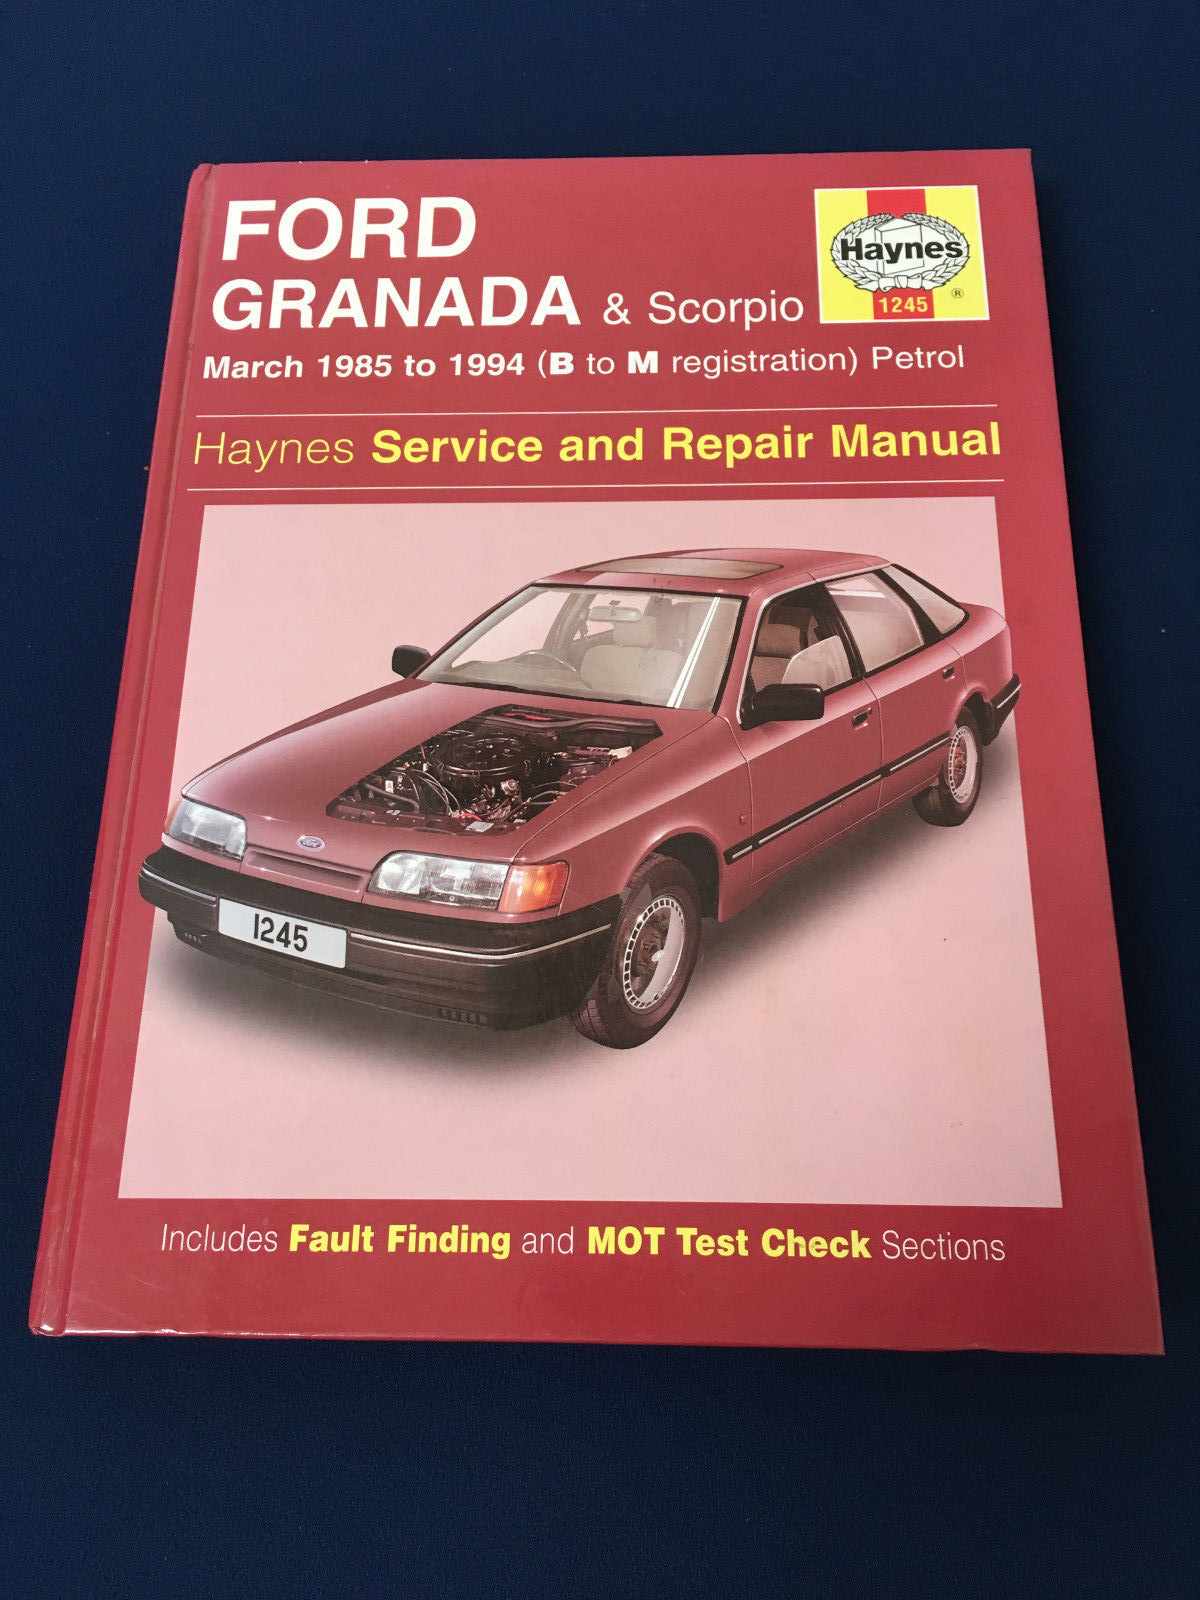 FORD
GRANADA & Scorpio
Haynes
1245
®
March 1985 to 1994 (B to M registration) Petrol
Haynes Service and Repair Manual
Ford
1245
Includes Fault Finding and MOT Test Check Sections